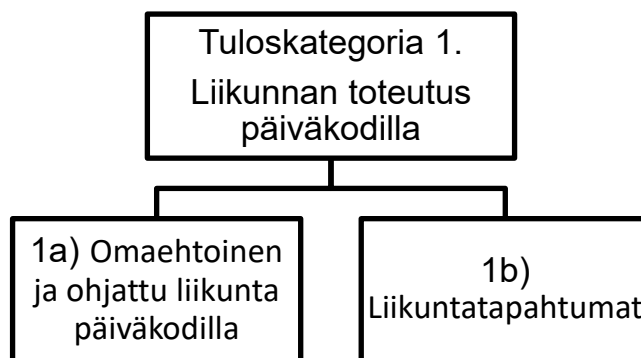 Tuloskategoria 1.
Liikunnan toteutus
päiväkodilla
1a) Omaehtoinen
ja ohjattu liikunta
päiväkodilla
1b)
Liikuntatapahtumat